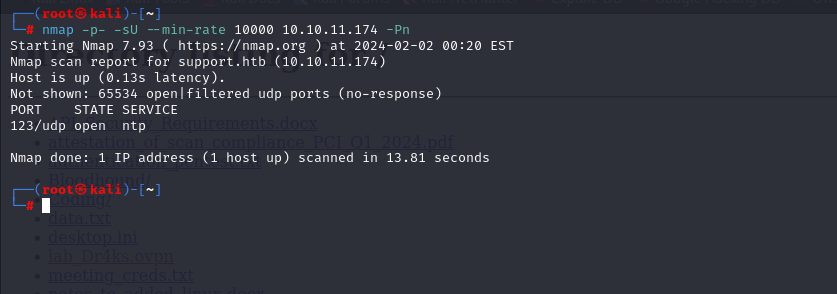 ┌──(root㉿kali)-[~]
└─# nmap -p- -sU --min-rate 10000 10.10.11.174 -Pn
Starting Nmap 7.93 ( https://nmap.org ) at 2024-02-02 00:20 EST
Nmap scan report for support.htb (10.10.11.174)
Host is up (0.13s latency).
Not shown: 65534 open|filtered udp ports (no-response)
PORT    STATE SERVICE
123/udp open  ntp
Requirements.docx
attestation_of_scan_compliance_PCI_Q1_2024.pdf
Nmap done: 1 IP address (1 host up) scanned in 13.81 seconds
Bloodhound/
┌──(root㉿kali)-[~]
Coding/
└─#
data.txt
desktop.ini
lab_Dr4ks.ovpn
meeting_creds.txt